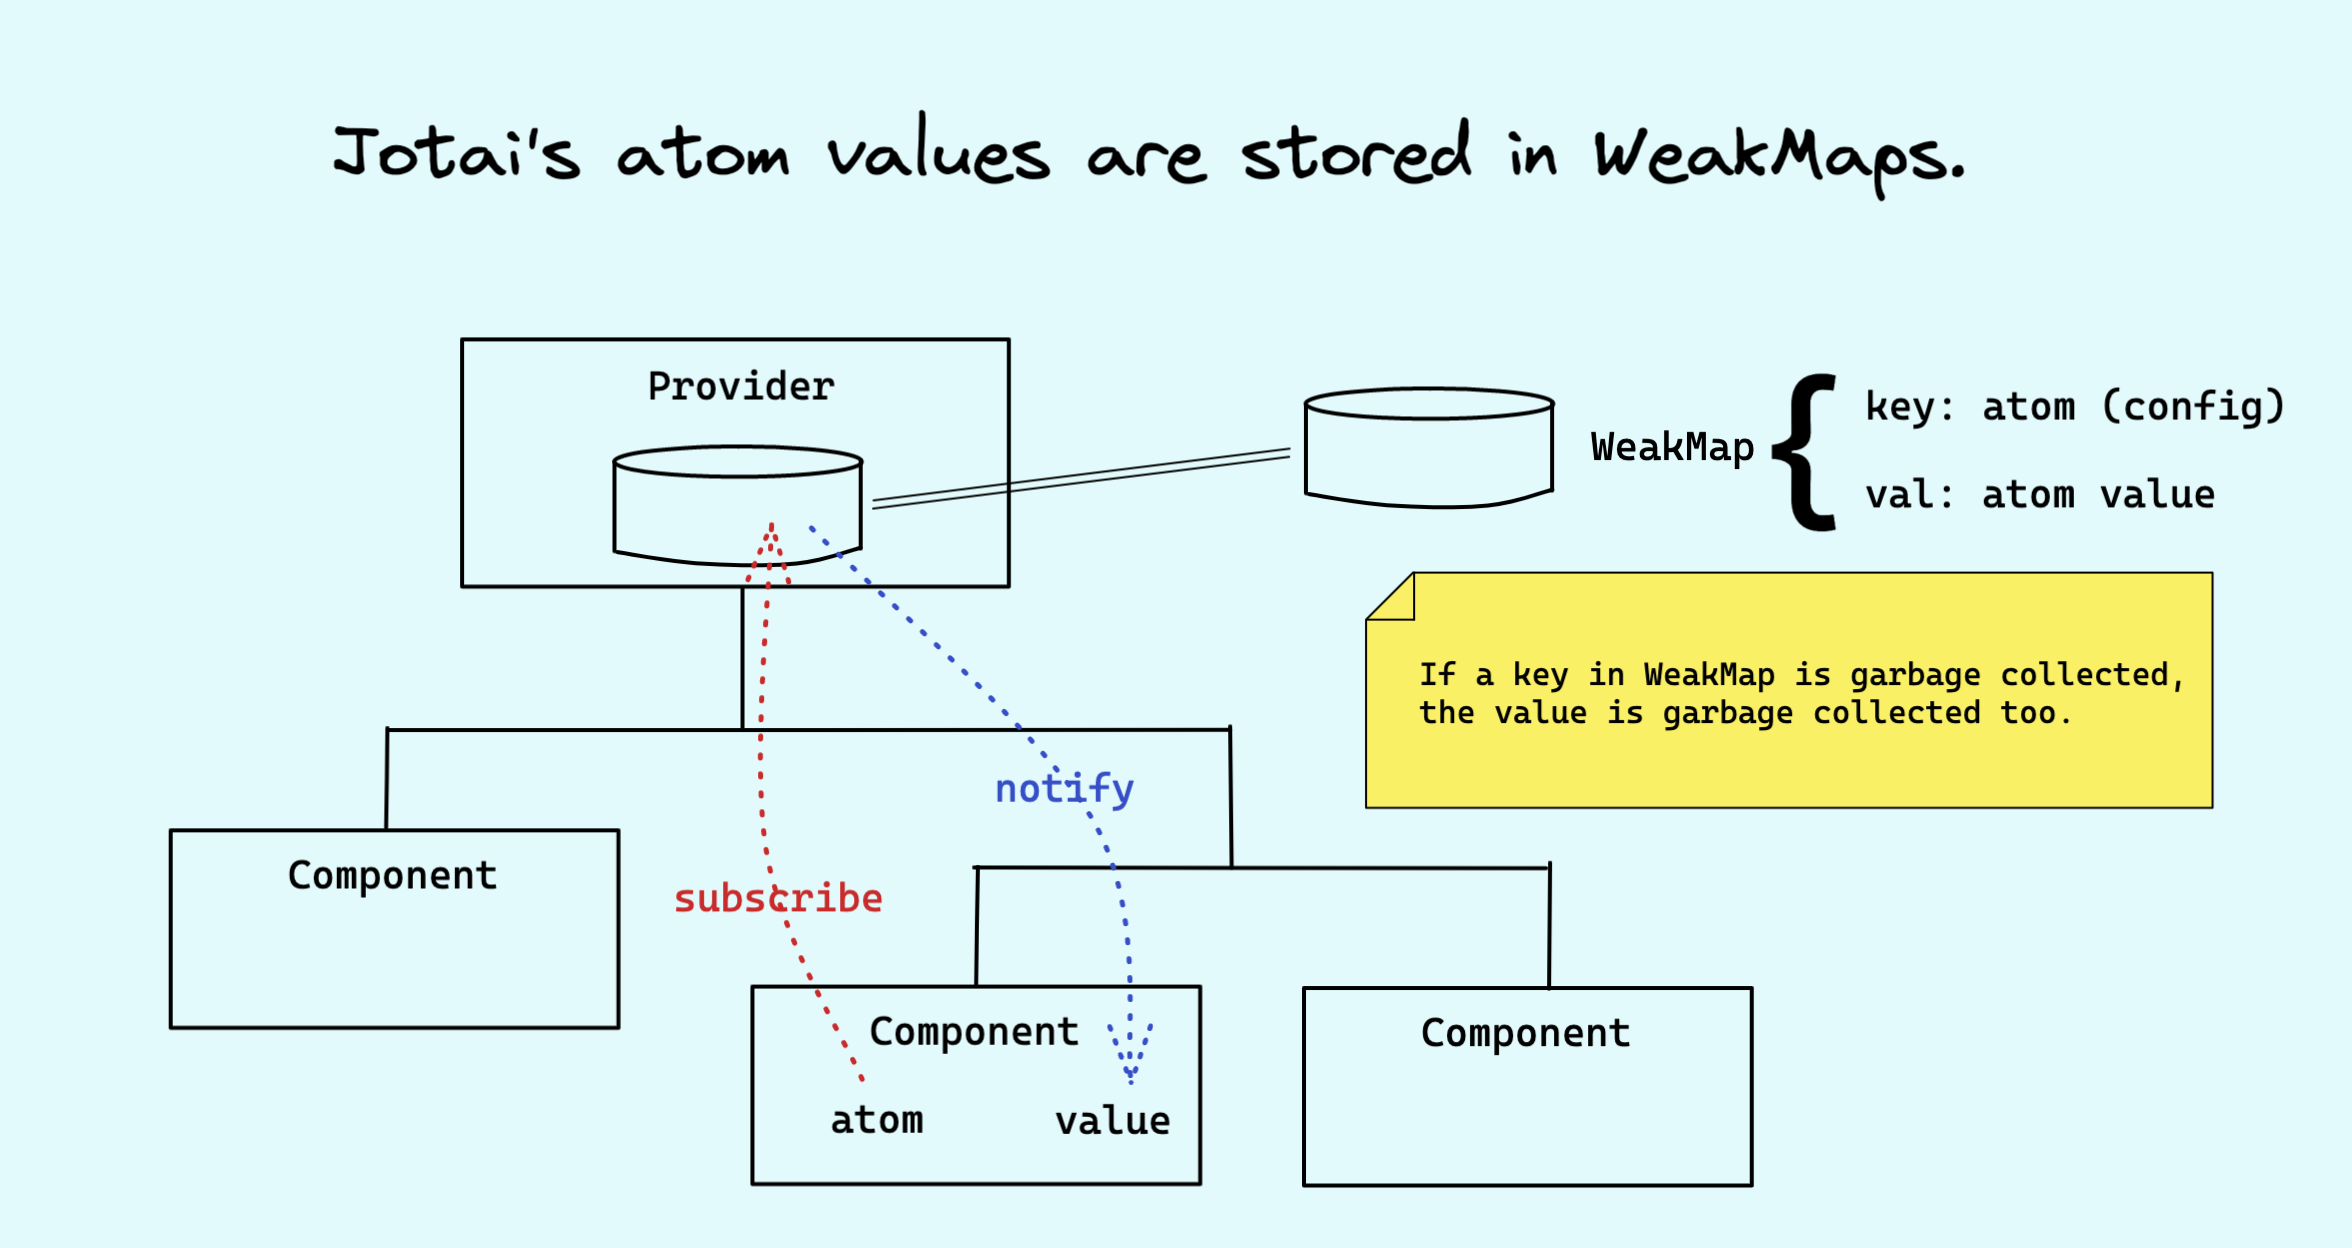 Jotai's atom values are stored in WeakMaps.
Provider
WeakMap
key: atom (config)
val: atom value
If a key in WeakMap is garbage collected,
the value is garbage collected too.
notify
subscribe
Component
Component
atom
value
Component